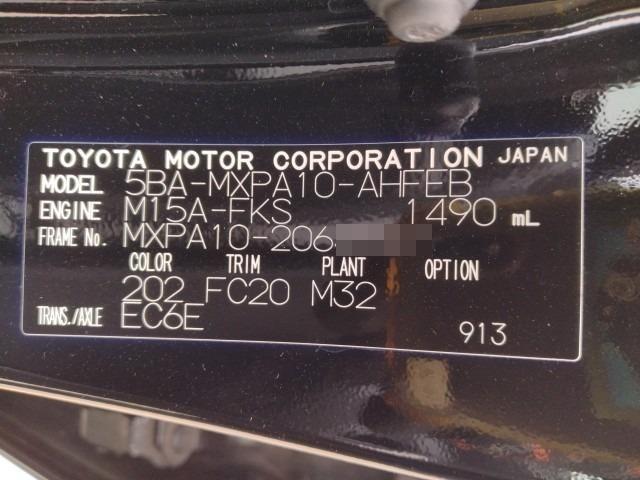 TOYOTA MOTOR CORPORATION JAPAN
MODEL 5BA-MXPA10-AHFEB
ENGINE M15A-FKS 1490 mL
FRAME No. MXPA10-206
COLOR TRIM PLANT OPTION
202 FC20 M32
TRANS./AXLE EC6E
913